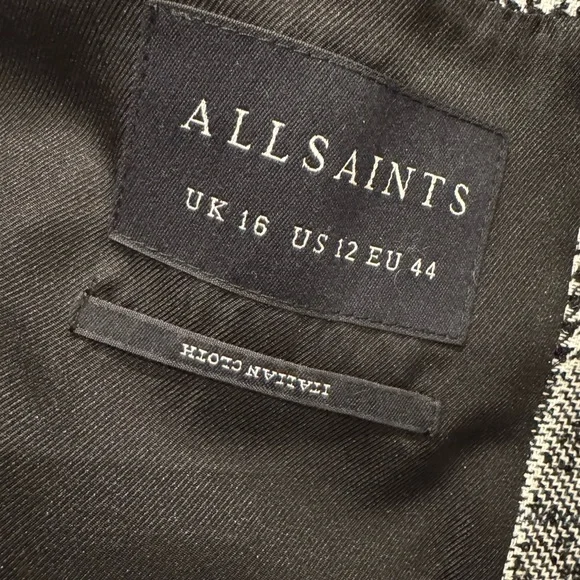 ALLSAINTS
UK 16 US 12 EU 44
ITALIAN CLOTH